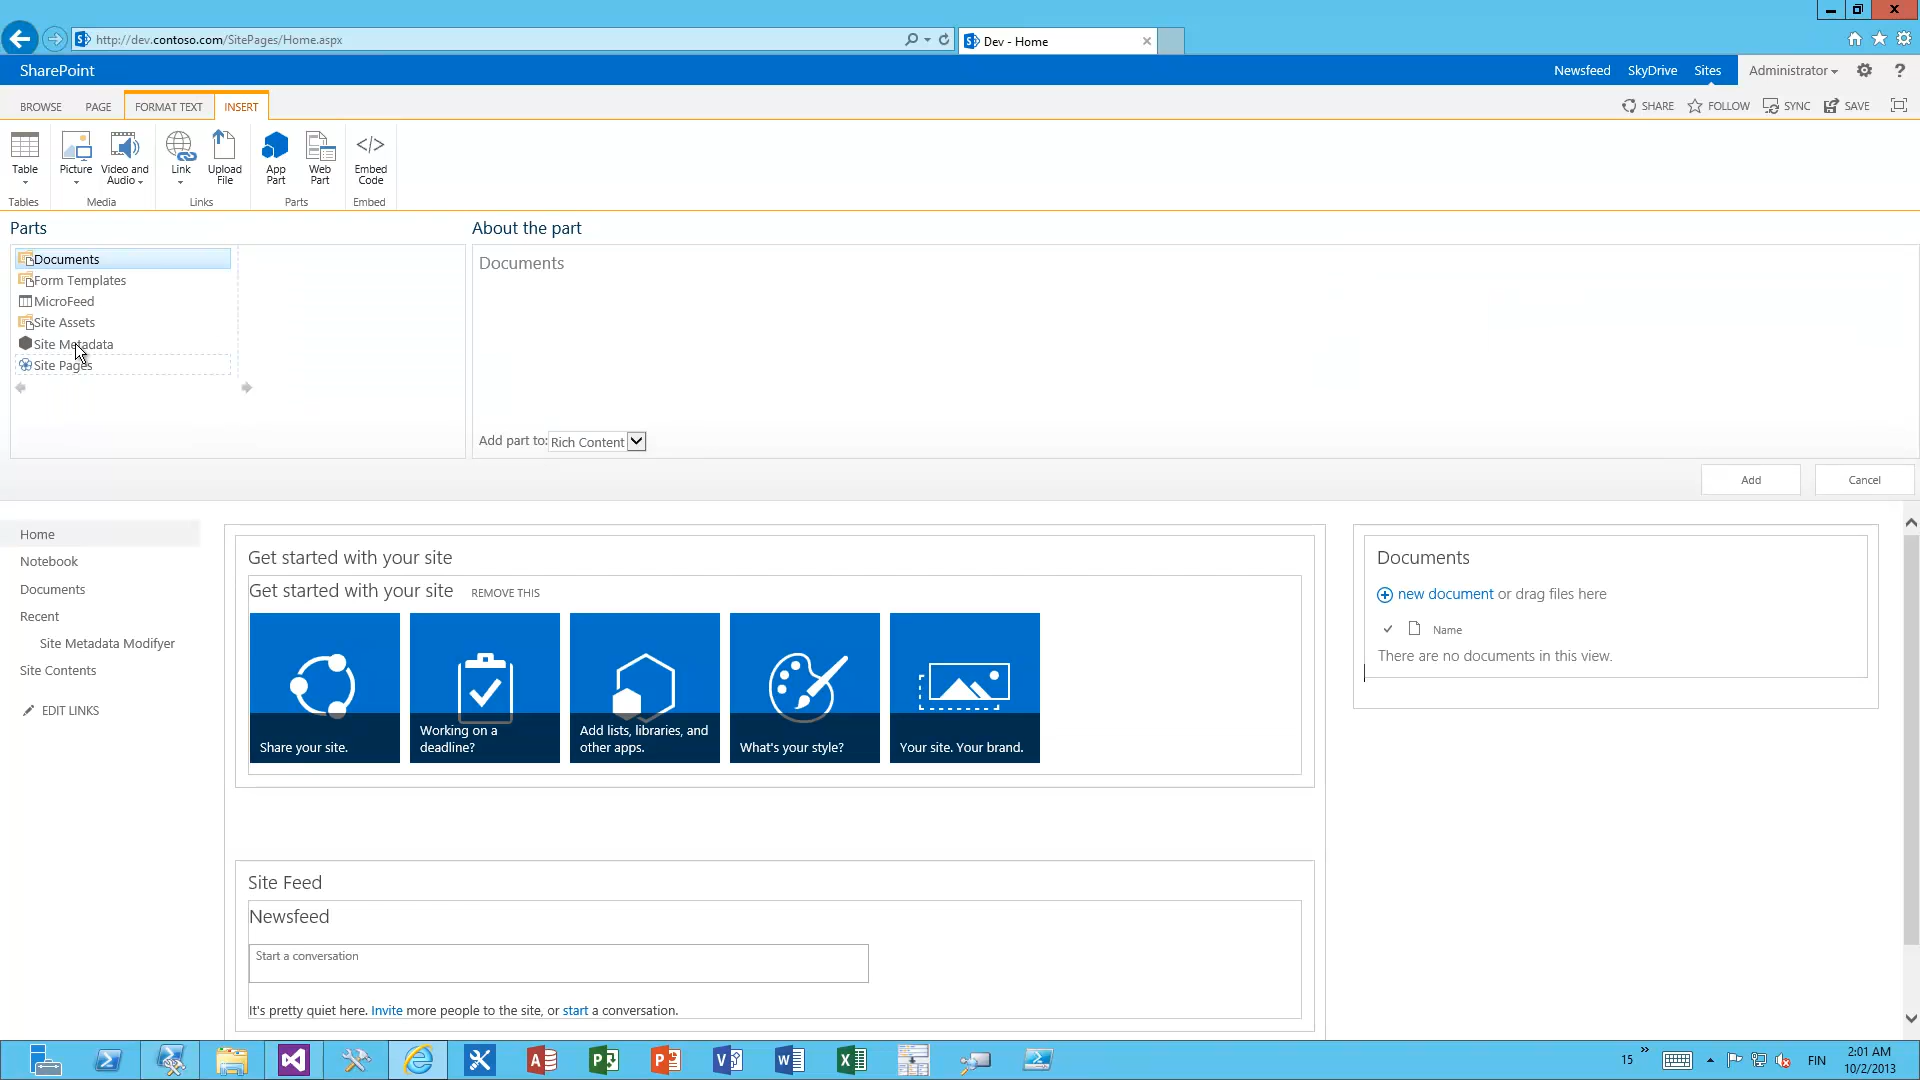 http://dev.contoso.com/SitePages/Home.aspx
Dev - Home
SharePoint
Newsfeed
SkyDrive
Sites
Administrator
?
BROWSE
PAGE
FORMAT TEXT
INSERT
SHARE
FOLLOW
SYNC
SAVE
Table
Picture
Video and
Audio
Link
Upload
File
App
Part
Web
Part
Embed
Code
Tables
Media
Links
Parts
Embed
Parts
Documents
Form Templates
MicroFeed
Site Assets
Site Metadata
Site Pages
About the part
Documents
Add part to: Rich Content
Add
Cancel
Home
Notebook
Documents
Recent
Site Metadata Modifyer
Site Contents
EDIT LINKS
Get started with your site
Get started with your site REMOVE THIS
Share your site.
Working on a
deadline?
Add lists, libraries, and
other apps.
What's your style?
Your site. Your brand.
Documents
new document or drag files here
Name
There are no documents in this view.
Site Feed
Newsfeed
Start a conversation
It's pretty quiet here. Invite more people to the site, or start a conversation.
15
FIN
2:01 AM
10/2/2013